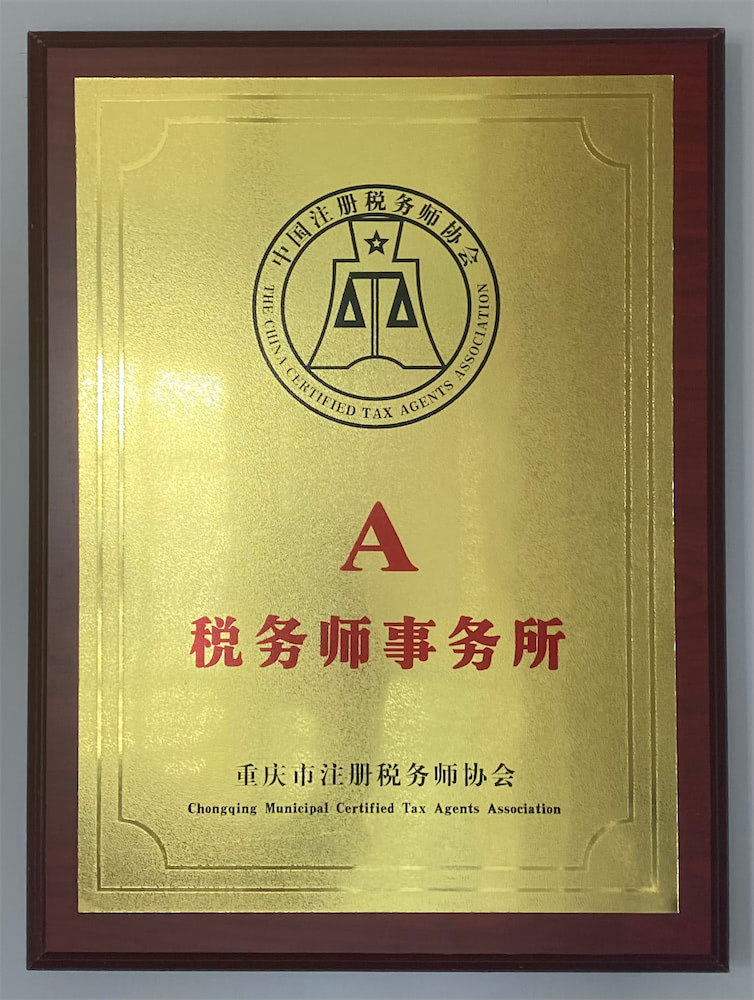 中国注册税务师协会
THE CHINA CERTIFIED TAX AGENTS ASSOCIATION
A
税务师事务所
重庆市注册税务师协会
Chongqing Municipal Certified Tax Agents Association